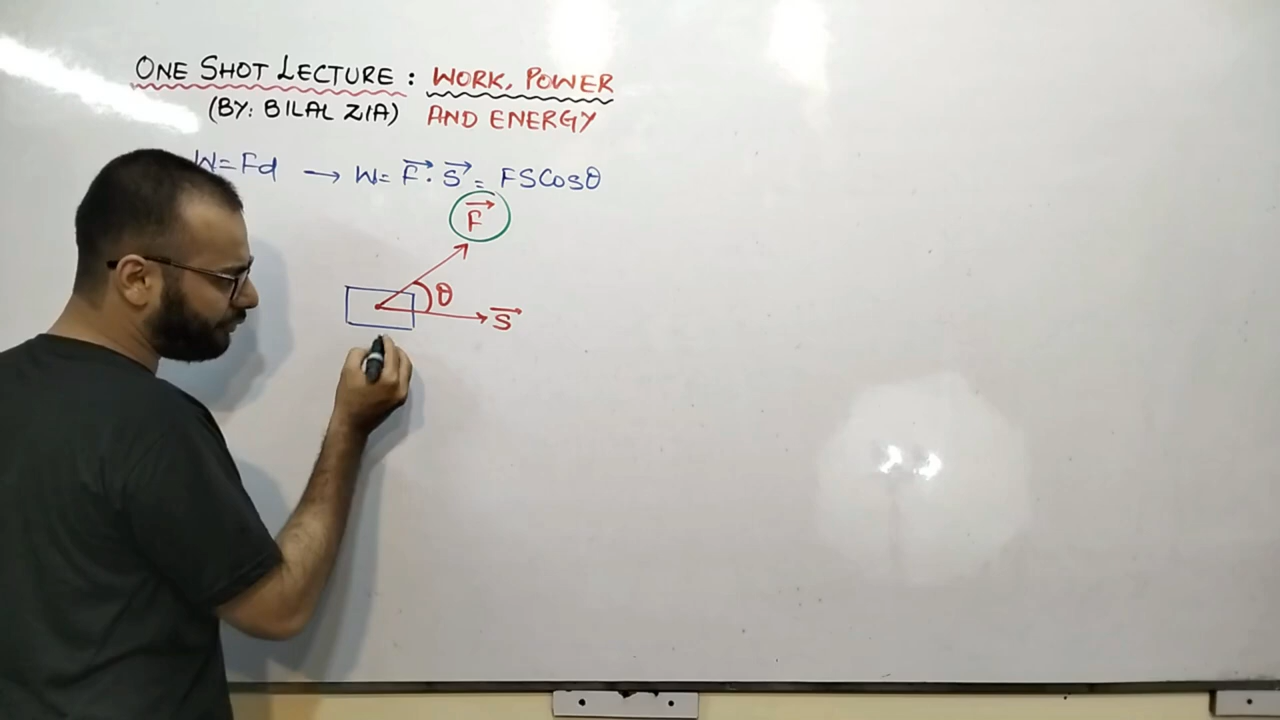 ONE SHOT LECTURE: WORK, POWER
(BY: BILAL ZIA) AND ENERGY
W=Fd → W= F⃗ . S⃗ = FSCosθ
F⃗
θ
S⃗